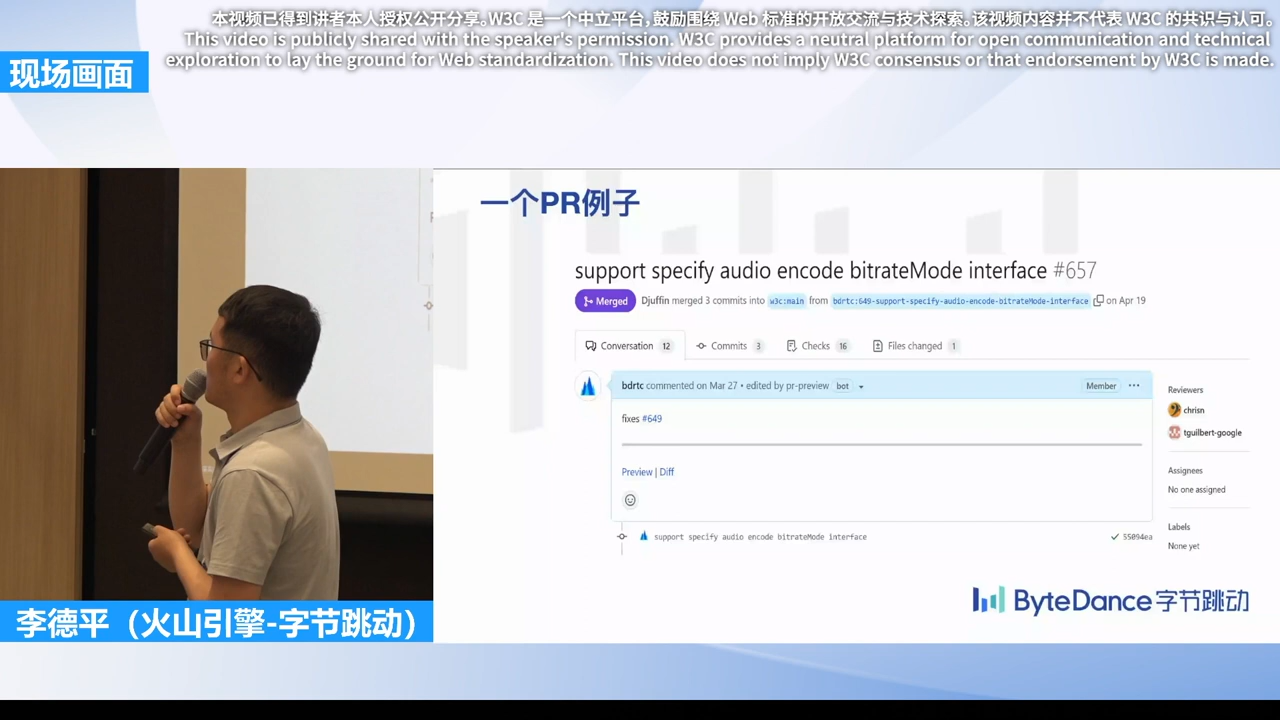 本视频已得到讲者本人授权公开分享。W3C 是一个中立平台，鼓励围绕 Web 标准的开放交流与技术探索。该视频内容并不代表 W3C 的共识与认可。
This video is publicly shared with the speaker's permission. W3C provides a neutral platform for open communication and technical
exploration to lay the ground for Web standardization. This video does not imply W3C consensus or that endorsement by W3C is made.
现场画面
一个PR例子
support specify audio encode bitrateMode interface #657
Merged Djuffin merged 3 commits into w3c:main from bdrtc:649-support-specify-audio-encode-bitrateMode-interface on Apr 19
Conversation 12 Commits 3 Checks 16 Files changed 1
bdrtc commented on Mar 27 • edited by pr-preview bot Member ···
fixes #649
Preview | Diff
support specify audio encode bitrateMode interface 55094ea
Reviewers
chrisn
tguilbert-google
Assignees
No one assigned
Labels
None yet
ByteDance字节跳动
李德平（火山引擎-字节跳动）